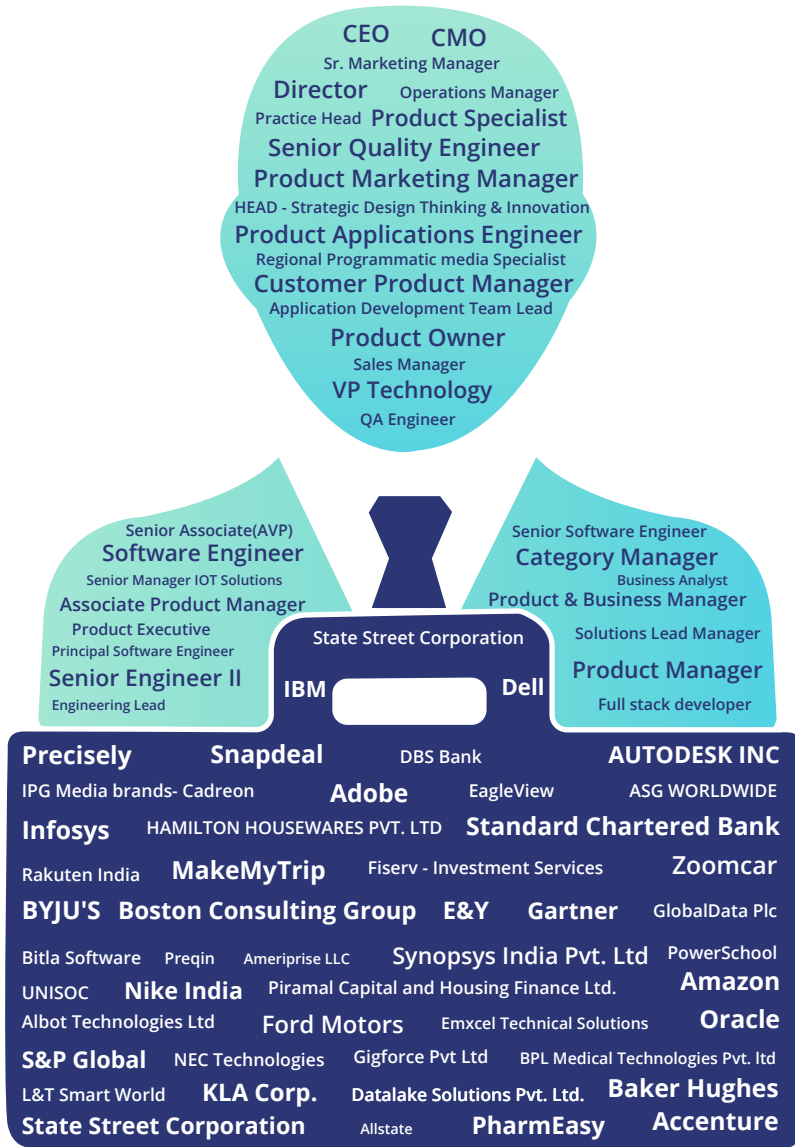 CEO CMO
Sr. Marketing Manager
Director Operations Manager
Practice Head Product Specialist
Senior Quality Engineer
Product Marketing Manager
HEAD - Strategic Design Thinking & Innovation
Product Applications Engineer
Regional Programmatic media Specialist
Customer Product Manager
Application Development Team Lead
Product Owner
Sales Manager
VP Technology
QA Engineer
Senior Associate(AVP)
Software Engineer
Senior Manager IOT Solutions
Associate Product Manager
Product Executive
Principal Software Engineer
Senior Engineer II
Engineering Lead
Senior Software Engineer
Category Manager
Business Analyst
Product & Business Manager
Solutions Lead Manager
Product Manager
Full stack developer
State Street Corporation
IBM Dell
Precisely Snapdeal DBS Bank AUTODESK INC
IPG Media brands- Cadreon Adobe EagleView ASG WORLDWIDE
Infosys HAMILTON HOUSEWARES PVT. LTD Standard Chartered Bank
Rakuten India MakeMyTrip Fiserv - Investment Services Zoomcar
BYJU'S Boston Consulting Group E&Y Gartner GlobalData Plc
Bitla Software Preqin Ameriprise LLC Synopsys India Pvt. Ltd PowerSchool
UNISOC Nike India Piramal Capital and Housing Finance Ltd. Amazon
Albot Technologies Ltd Ford Motors Emxcel Technical Solutions Oracle
S&P Global NEC Technologies Gigforce Pvt Ltd BPL Medical Technologies Pvt. ltd
L&T Smart World KLA Corp. Datalake Solutions Pvt. Ltd. Baker Hughes
State Street Corporation Allstate PharmEasy Accenture